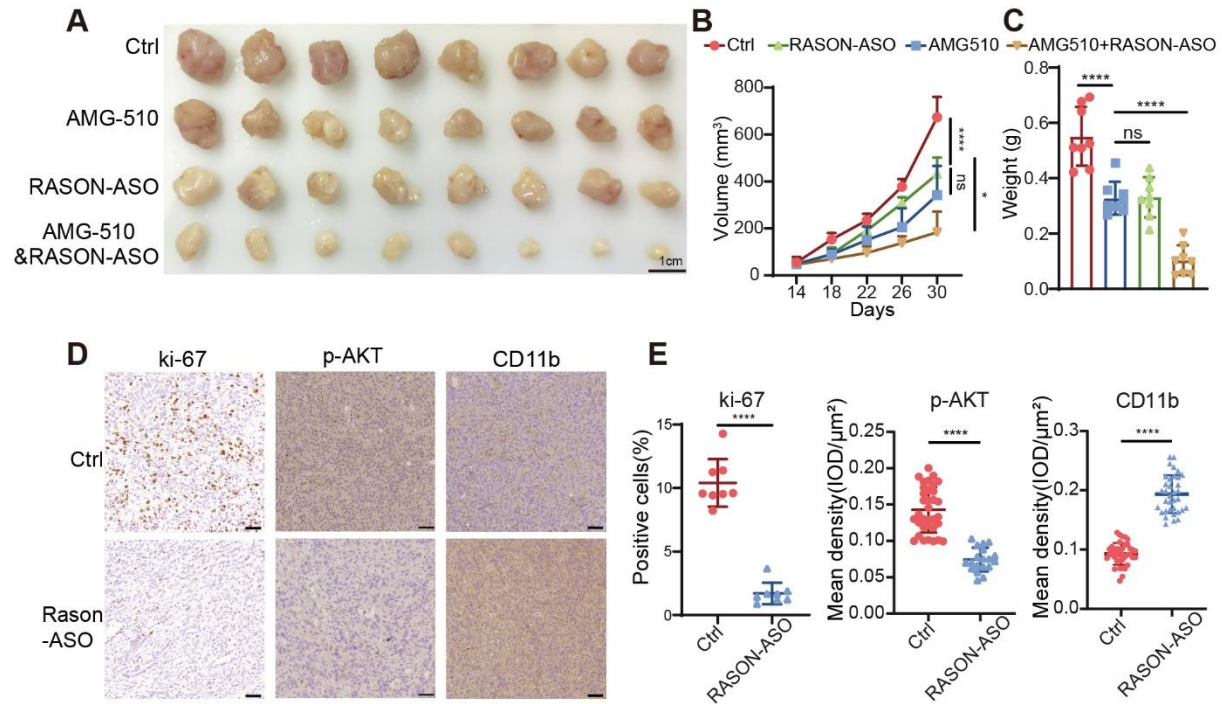 A
Ctrl
AMG-510
RASON-ASO
AMG-510
&RASON-ASO
1cm
B
C
Ctrl RASON-ASO AMG510 AMG510+RASON-ASO
Volume (mm³)
800
600
400
200
0
14 18 22 26 30
Days
****
ns
*
Weight (g)
0.8
0.6
0.4
0.2
0.0
****
****
ns
D
ki-67 p-AKT CD11b
Ctrl
Rason
-ASO
E
ki-67
****
Positive cells(%)
15
10
5
0
Ctrl
RASON-ASO
p-AKT
****
Mean density(IOD/µm²)
0.25
0.20
0.15
0.10
0.05
0.00
Ctrl
RASON-ASO
CD11b
****
Mean density(IOD/µm²)
0.3
0.2
0.1
0.0
Ctrl
RASON-ASO